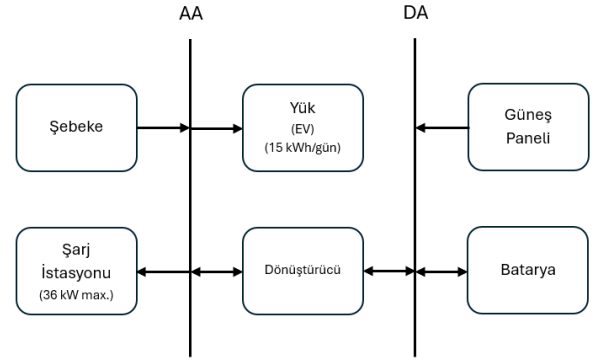 AA
DA
Şebeke
Yük
(EV)
(15 kWh/gün)
Güneş
Paneli
Şarj
İstasyonu
(36 kW max.)
Dönüştürücü
Batarya